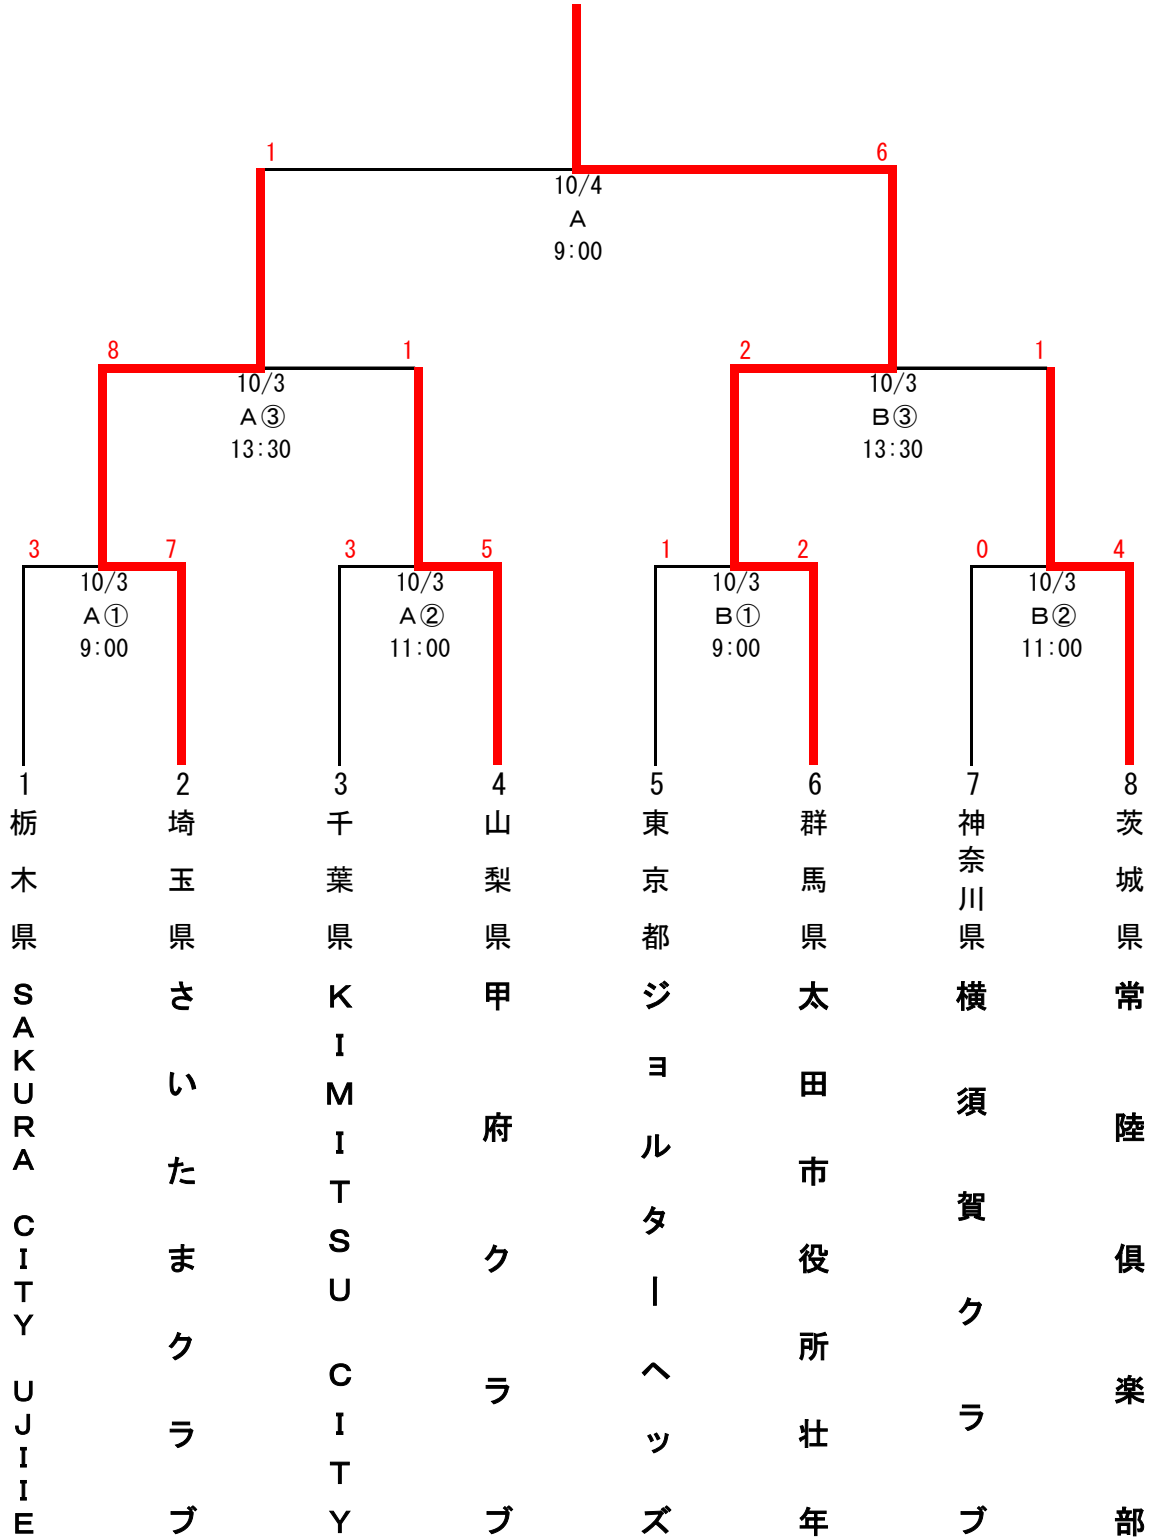 1
6
10/4
A
9:00
8
1
2
1
10/3
A③
13:30
10/3
B③
13:30
3
7
3
5
1
2
0
4
10/3
A①
9:00
10/3
A②
11:00
10/3
B①
9:00
10/3
B②
11:00
1
栃木県
SAKURA CITY UJIIE
2
埼玉県
さいたまクラブ
3
千葉県
KIMITSU CITY
4
山梨県
甲府クラブ
5
東京都
ジョルターヘッズ
6
群馬県
太田市役所壮年
7
神奈川県
横須賀クラブ
8
茨城県
常陸倶楽部